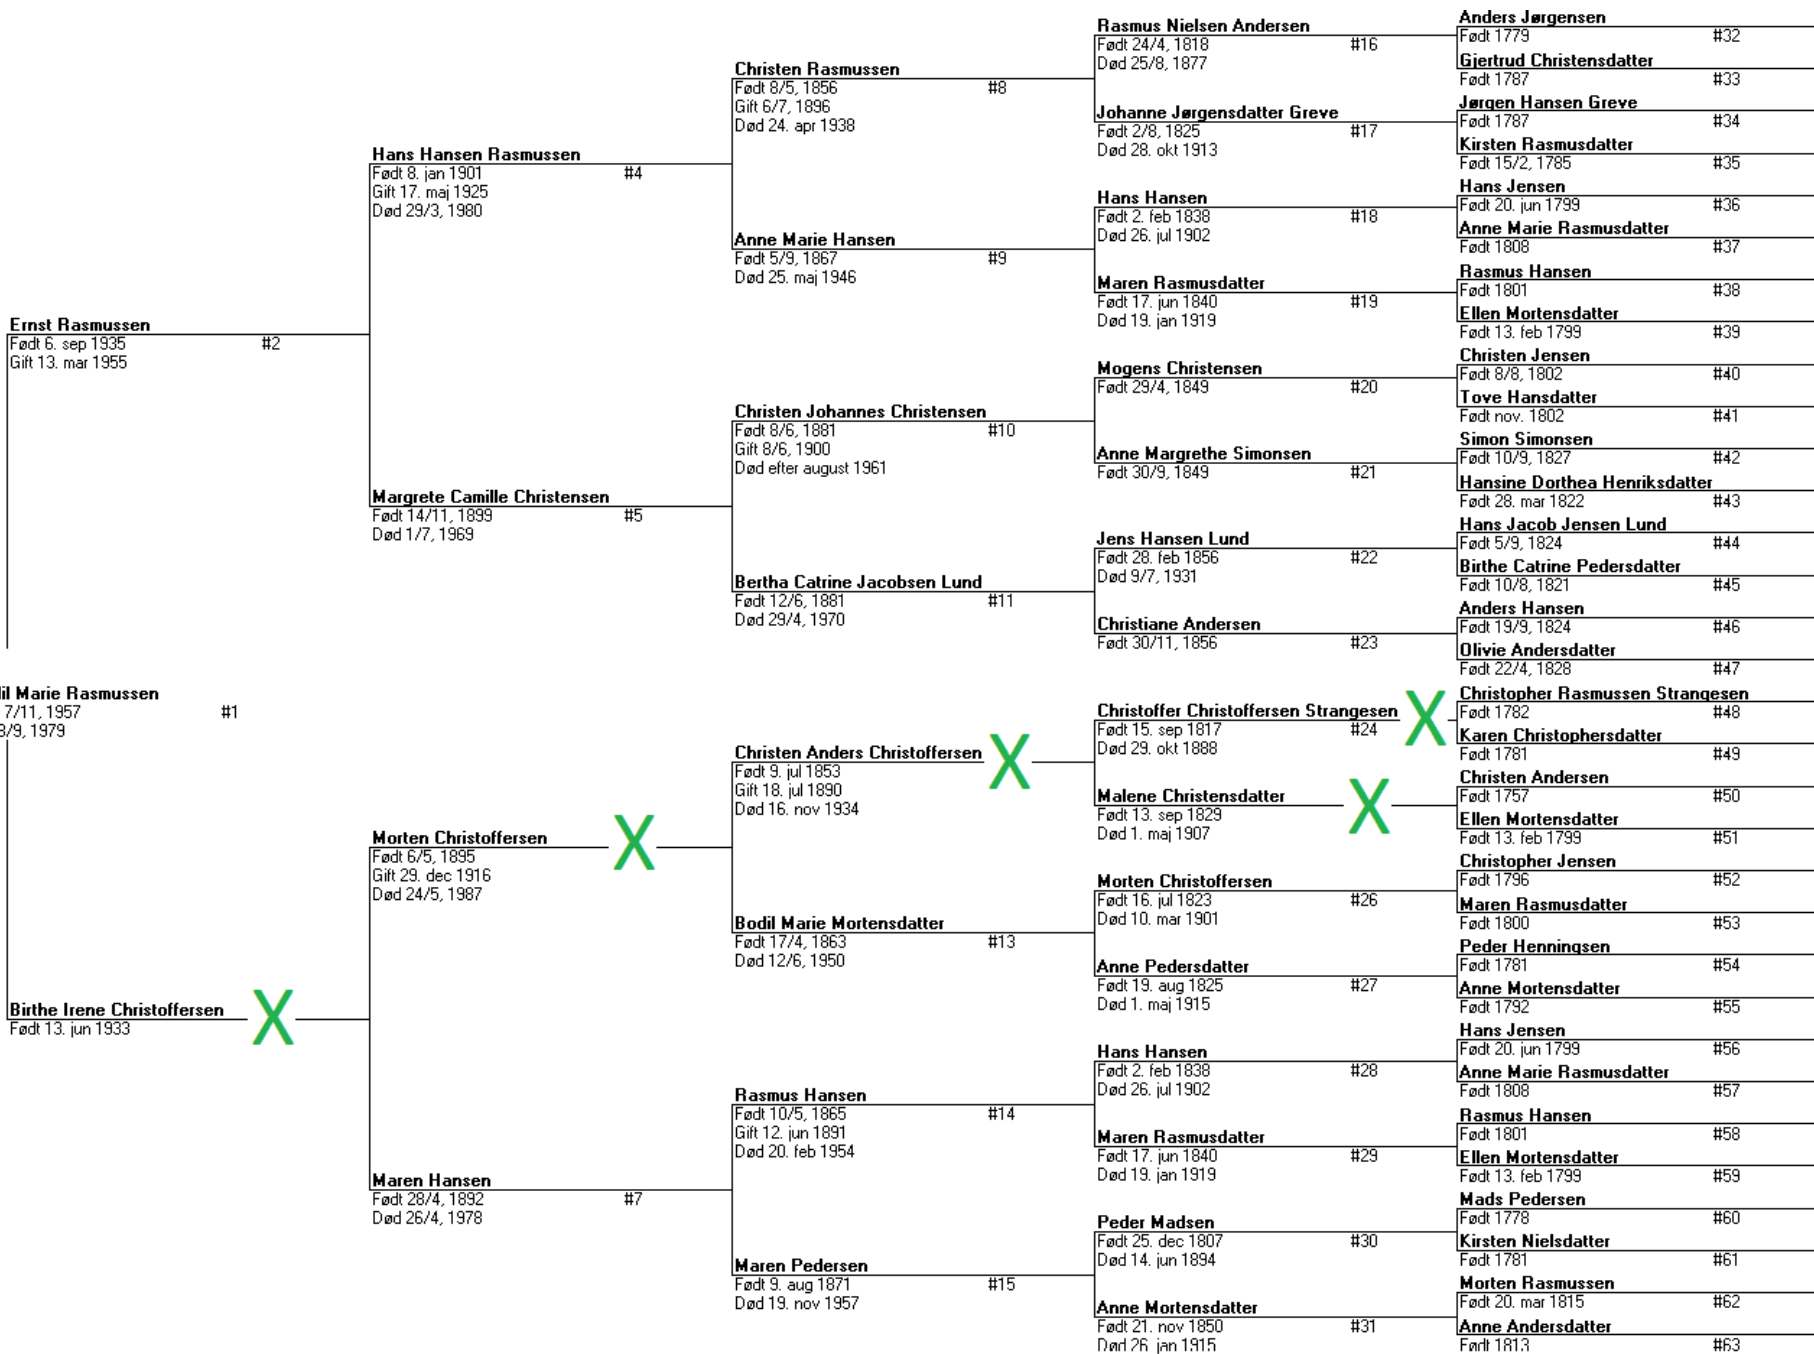 Ernst Rasmussen
Født 6. sep 1935 #2
Gift 13. mar 1955
Marie Rasmussen
7/11, 1957 #1
/9, 1979
Birthe Irene Christoffersen X
Født 13. jun 1933
Hans Hansen Rasmussen
Født 8. jan 1901 #4
Gift 17. maj 1925
Død 29/3, 1980
Margrete Camille Christensen
Født 14/11, 1899 #5
Død 1/7, 1969
Morten Christoffersen X
Født 6/5, 1895
Gift 29. dec 1916
Død 24/5, 1987
Maren Hansen
Født 28/4, 1892 #7
Død 26/4, 1978
Christen Rasmussen
Født 8/5, 1856 #8
Gift 6/7, 1896
Død 24. apr 1938
Anne Marie Hansen
Født 5/9, 1867 #9
Død 25. maj 1946
Christen Johannes Christensen
Født 8/6, 1881 #10
Gift 8/6, 1900
Død efter august 1961
Bertha Catrine Jacobsen Lund
Født 12/6, 1881 #11
Død 29/4, 1970
Christen Anders Christoffersen X
Født 9. jul 1853
Gift 18. jul 1890
Død 16. nov 1934
Bodil Marie Mortensdatter
Født 17/4, 1863 #13
Død 12/6, 1950
Rasmus Hansen
Født 10/5, 1865 #14
Gift 12. jun 1891
Død 20. feb 1954
Maren Pedersen
Født 9. aug 1871 #15
Død 19. nov 1957
Rasmus Nielsen Andersen
Født 24/4, 1818 #16
Død 25/8, 1877
Johanne Jørgensdatter Greve
Født 2/8, 1825 #17
Død 28. okt 1913
Hans Hansen
Født 2. feb 1838 #18
Død 26. jul 1902
Maren Rasmusdatter
Født 17. jun 1840 #19
Død 19. jan 1919
Mogens Christensen
Født 29/4, 1849 #20
Anne Margrethe Simonsen
Født 30/9, 1849 #21
Jens Hansen Lund
Født 28. feb 1856 #22
Død 9/7, 1931
Christiane Andersen
Født 30/11, 1856 #23
Christoffer Christoffersen Strangesen X
Født 15. sep 1817 #24
Død 29. okt 1888
Malene Christensdatter X
Født 13. sep 1829
Død 1. maj 1907
Morten Christoffersen
Født 16. jul 1823 #26
Død 10. mar 1901
Anne Pedersdatter
Født 19. aug 1825 #27
Død 1. maj 1915
Hans Hansen
Født 2. feb 1838 #28
Død 26. jul 1902
Maren Rasmusdatter
Født 17. jun 1840 #29
Død 19. jan 1919
Peder Madsen
Født 25. dec 1807 #30
Død 14. jun 1894
Anne Mortensdatter
Født 21. nov 1850 #31
Død 26. jan 1915
Anders Jørgensen
Født 1779 #32
Gjertrud Christensdatter
Født 1787 #33
Jørgen Hansen Greve
Født 1787 #34
Kirsten Rasmusdatter
Født 15/2, 1785 #35
Hans Jensen
Født 20. jun 1799 #36
Anne Marie Rasmusdatter
Født 1808 #37
Rasmus Hansen
Født 1801 #38
Ellen Mortensdatter
Født 13. feb 1799 #39
Christen Jensen
Født 8/8, 1802 #40
Tove Hansdatter
Født nov. 1802 #41
Simon Simonsen
Født 10/9, 1827 #42
Hansine Dorthea Henriksdatter
Født 28. mar 1822 #43
Hans Jacob Jensen Lund
Født 5/9, 1824 #44
Birthe Catrine Pedersdatter
Født 10/8, 1821 #45
Anders Hansen
Født 19/9, 1824 #46
Olivie Andersdatter
Født 22/4, 1828 #47
Christopher Rasmussen Strangesen
Født 1782 #48
Karen Christophersdatter
Født 1781 #49
Christen Andersen
Født 1757 #50
Ellen Mortensdatter
Født 13. feb 1799 #51
Christopher Jensen
Født 1796 #52
Maren Rasmusdatter
Født 1800 #53
Peder Henningsen
Født 1781 #54
Anne Mortensdatter
Født 1792 #55
Hans Jensen
Født 20. jun 1799 #56
Anne Marie Rasmusdatter
Født 1808 #57
Rasmus Hansen
Født 1801 #58
Ellen Mortensdatter
Født 13. feb 1799 #59
Mads Pedersen
Født 1778 #60
Kirsten Nielsdatter
Født 1781 #61
Morten Rasmussen
Født 20. mar 1815 #62
Anne Andersdatter
Født 1813 #63